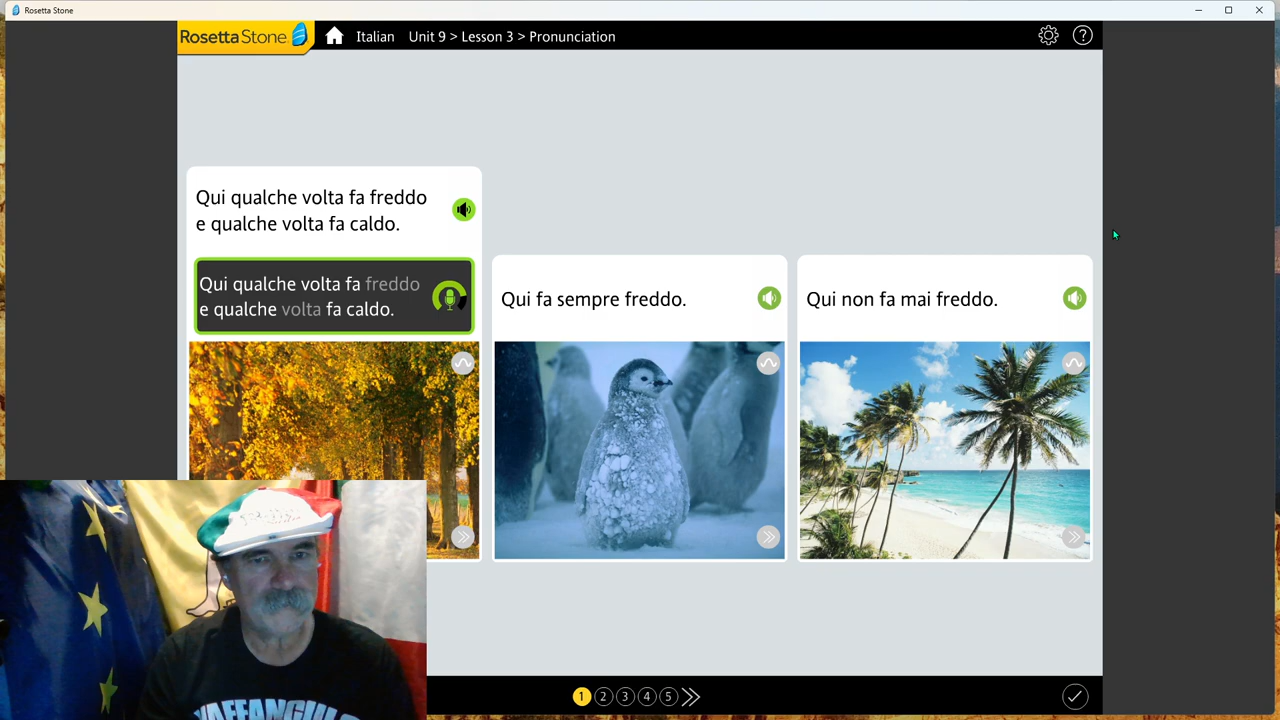 Rosetta Stone
RosettaStone
Italian Unit 9 > Lesson 3 > Pronunciation
?
Qui qualche volta fa freddo
e qualche volta fa caldo.
Qui qualche volta fa freddo
e qualche volta fa caldo.
Qui fa sempre freddo.
Qui non fa mai freddo.
VAFFANCULO
1 2 3 4 5